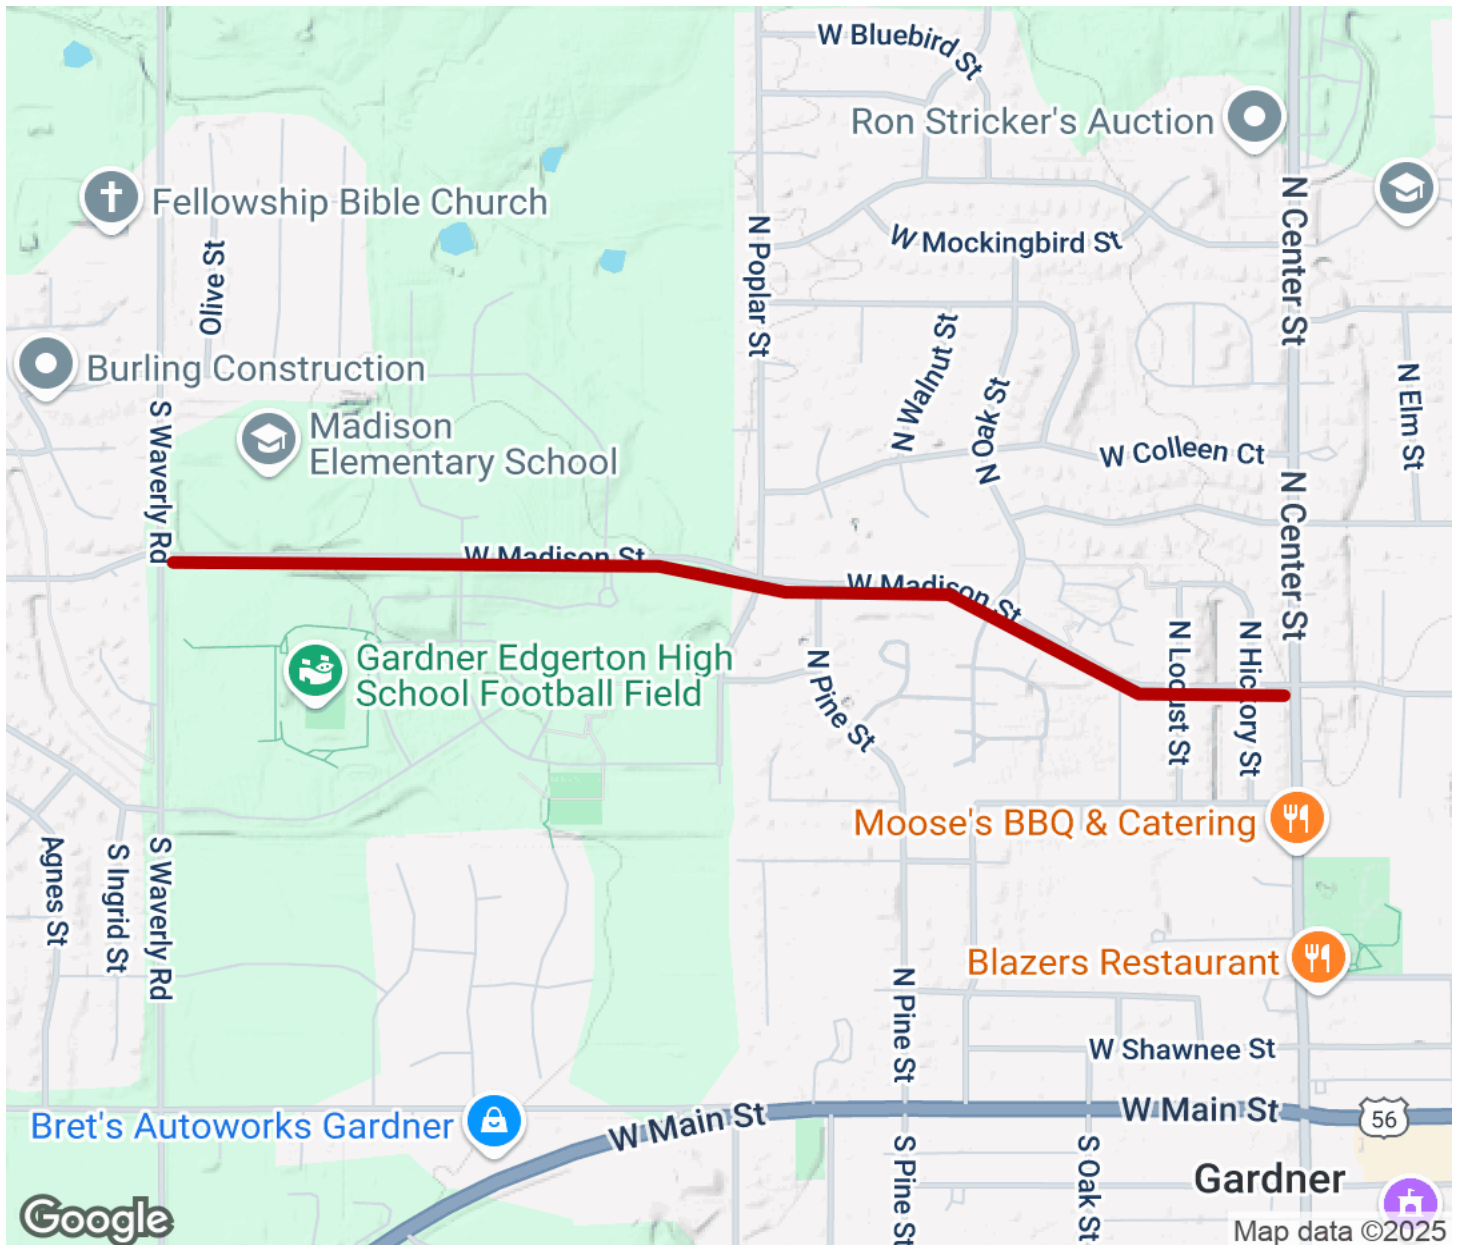 W Bluebird St
Ron Stricker's Auction
Fellowship Bible Church
N Center St
N Poplar St
W Mockingbird St
Olive St
Burling Construction
N Walnut St
N Elm St
N Oak St
S Waverly Rd
Madison
Elementary School
W Colleen Ct
N Center St
W Madison St
W Madison St
Gardner Edgerton High
School Football Field
N Pine St
N Locust St
N Hickory St
Moose's BBQ & Catering
Agnes St
S Ingrid St
S Waverly Rd
Blazers Restaurant
N Pine St
W Shawnee St
Bret's Autoworks Gardner
W Main St
W Main St
56
S Pine St
S Oak St
Gardner
Google
Map data ©2025